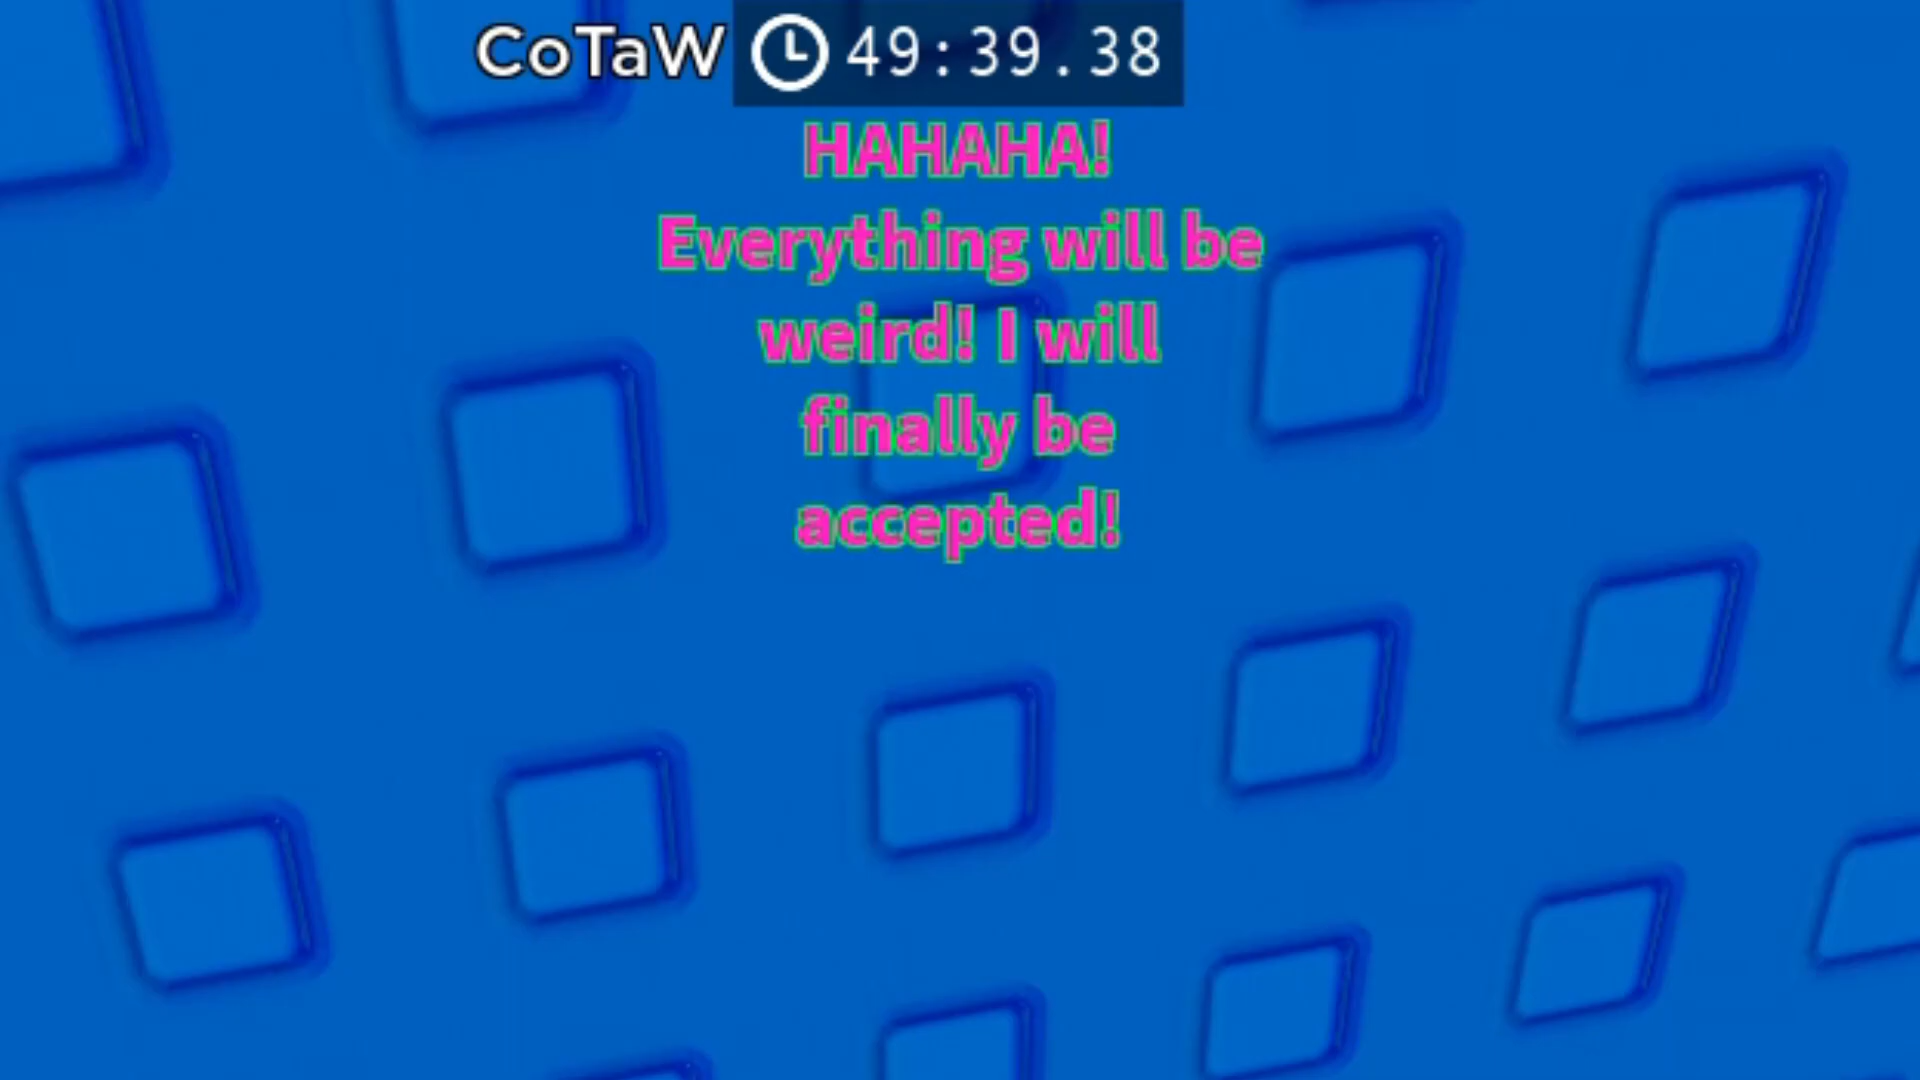 CoTaW 49:39.38
HAHAHA!
Everything will be
weird! I will
finally be
accepted!